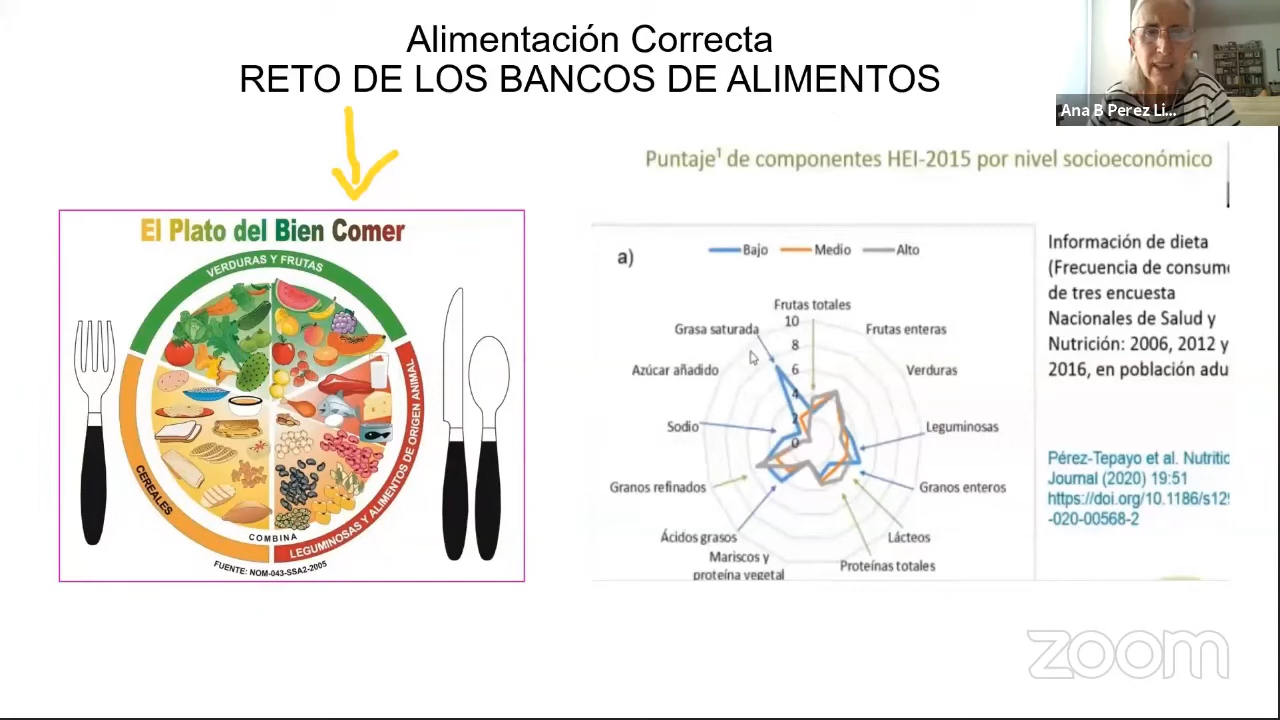 Alimentación Correcta
RETO DE LOS BANCOS DE ALIMENTOS
Ana B Perez Li...
El Plato del Bien Comer
VERDURAS Y FRUTAS
CEREALES
COMBINA
LEGUMINOSAS Y ALIMENTOS DE ORIGEN ANIMAL
FUENTE: NOM-043-SSA2-2005
Puntaje¹ de componentes HEI-2015 por nivel socioeconómico
a)
Bajo
Medio
Alto
Frutas totales
10
8
6
4
2
0
Frutas enteras
Verduras
Leguminosas
Granos enteros
Lácteos
Proteínas totales
Mariscos y
proteína vegetal
Ácidos grasos
Granos refinados
Sodio
Azúcar añadido
Grasa saturada
Información de dieta
(Frecuencia de consum
de tres encuesta
Nacionales de Salud y
Nutrición: 2006, 2012 y
2016, en población adu
Pérez-Tepayo et al. Nutritic
Journal (2020) 19:51
https://doi.org/10.1186/s12
-020-00568-2
zoom